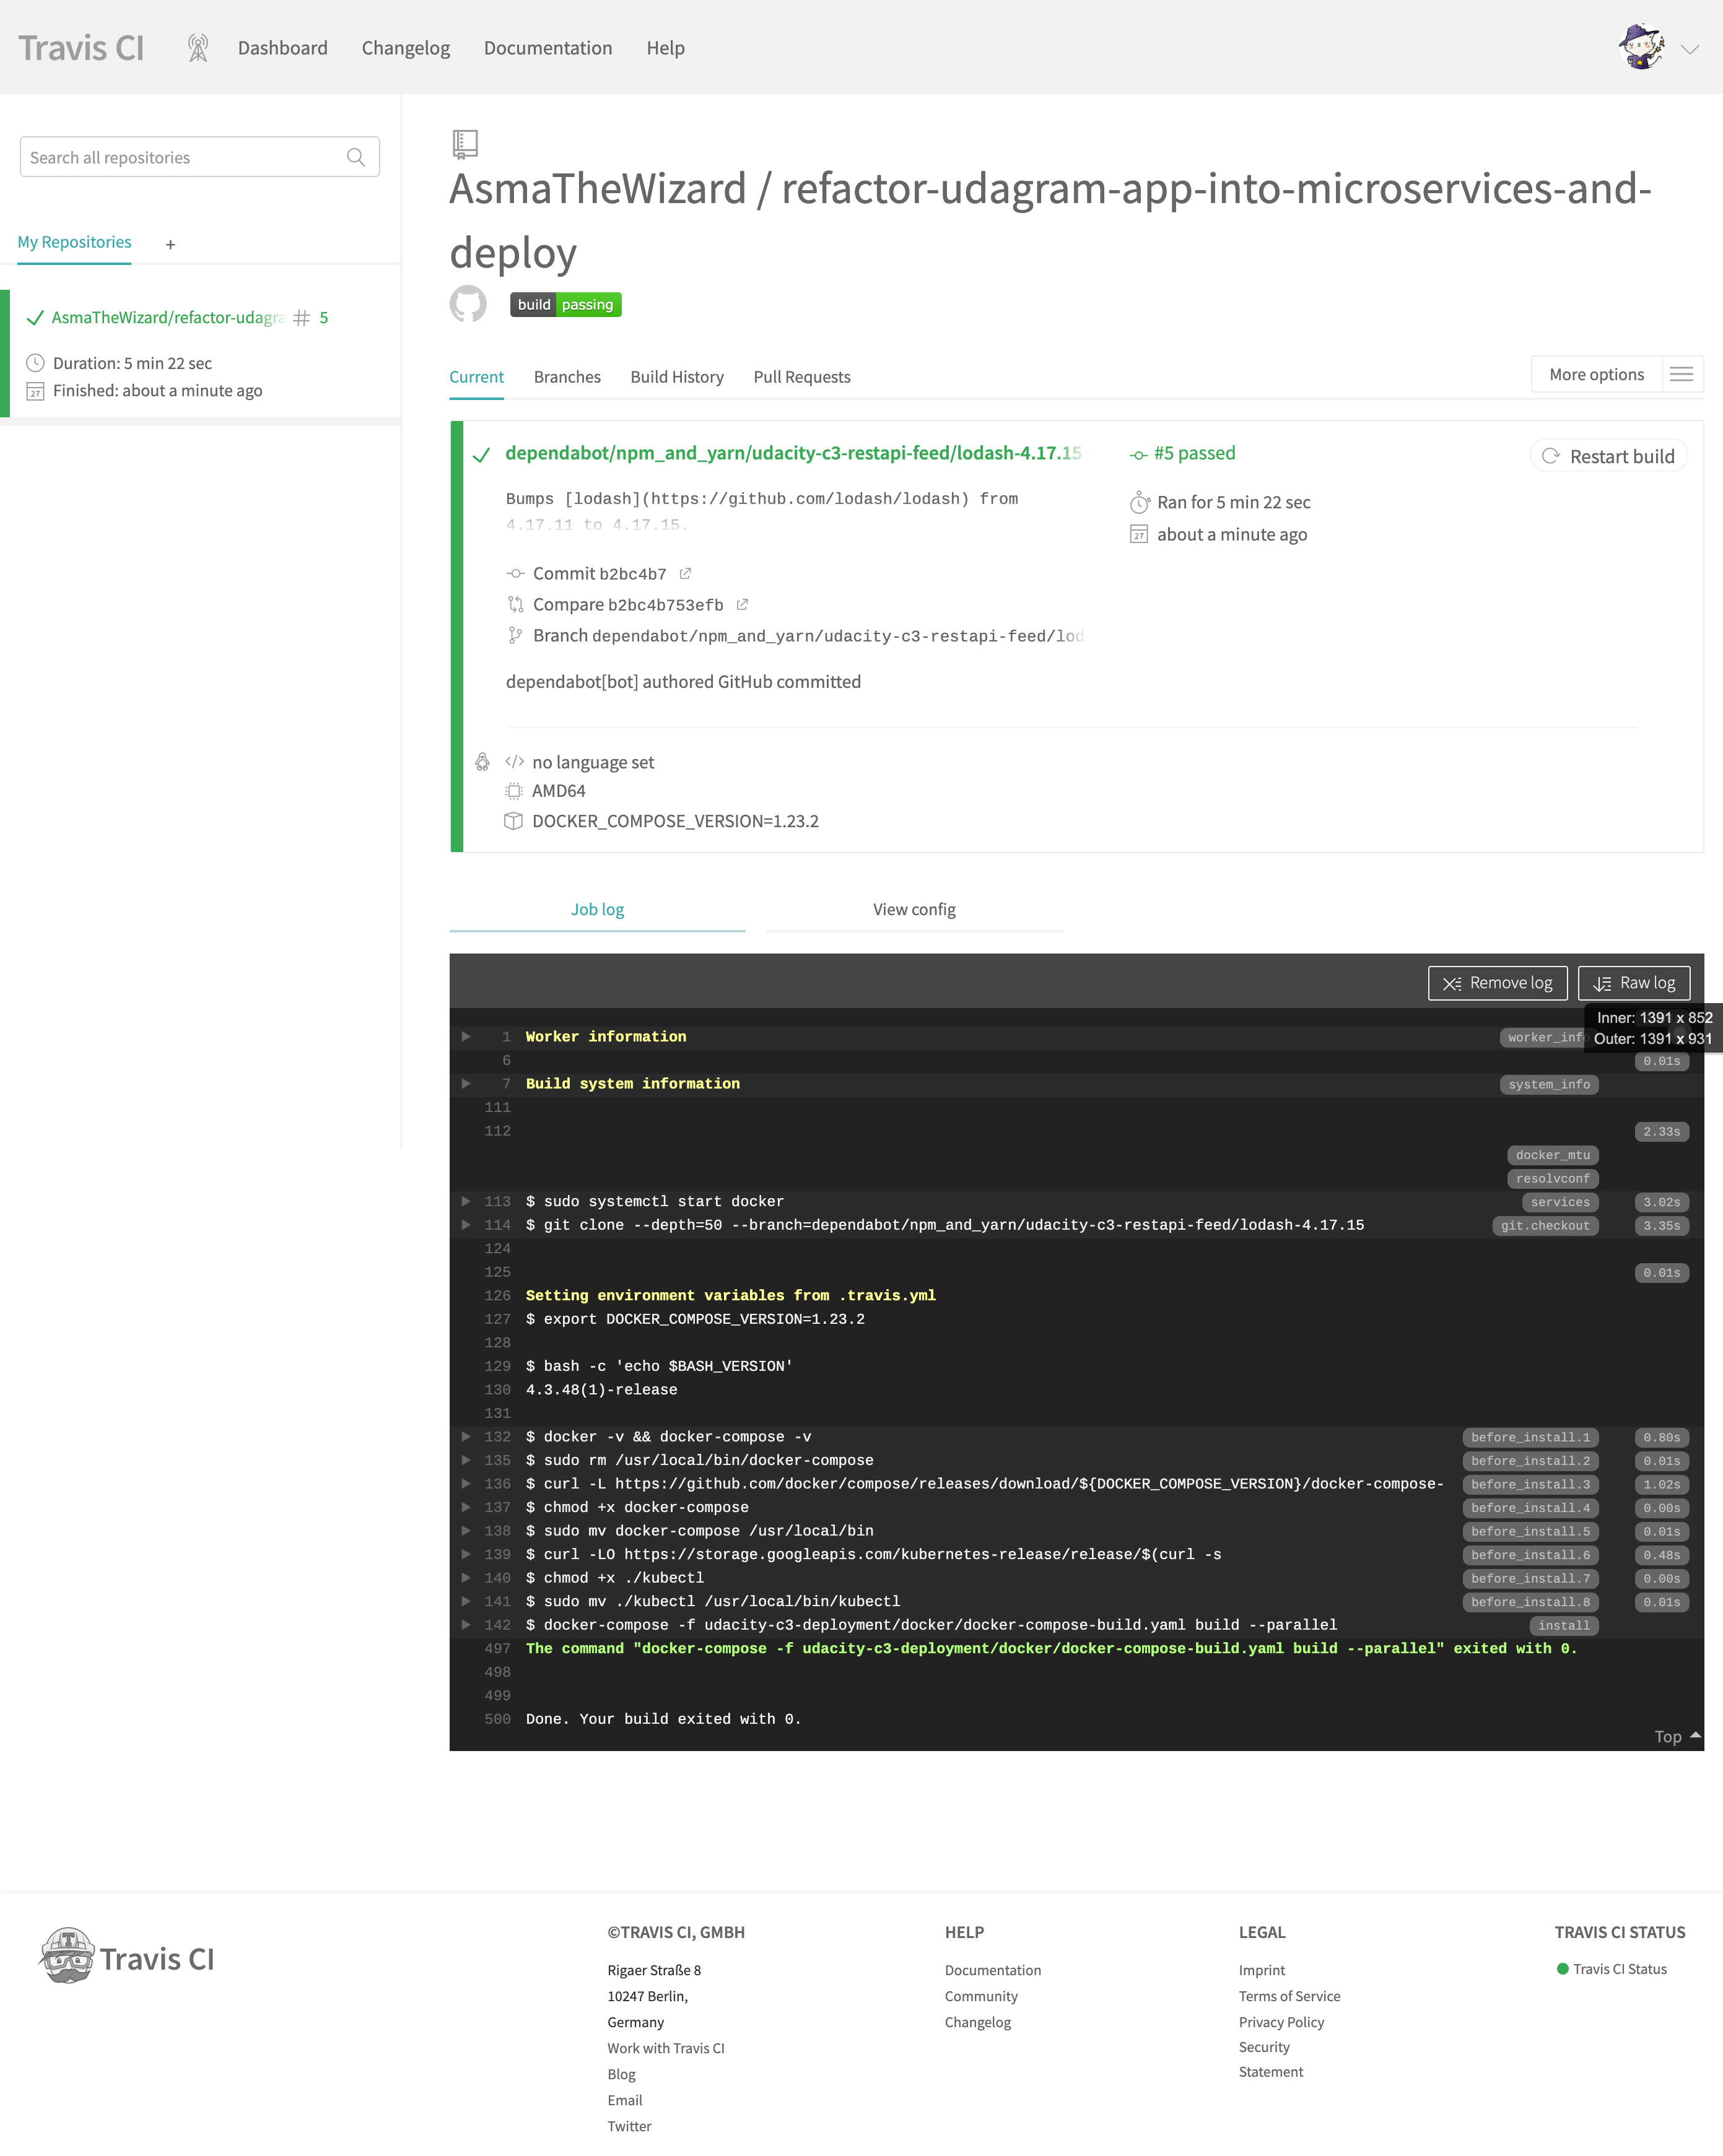 Travis CI
Dashboard
Changelog
Documentation
Help
Search all repositories
My Repositories
+
AsmaTheWizard/refactor-udagra # 5
Duration: 5 min 22 sec
27 Finished: about a minute ago
AsmaTheWizard / refactor-udagram-app-into-microservices-and-
deploy
build passing
Current
Branches
Build History
Pull Requests
More options
dependabot/npm_and_yarn/udacity-c3-restapi-feed/lodash-4.17.15
Bumps [lodash](https://github.com/lodash/lodash) from
4.17.11 to 4.17.15.
Commit b2bc4b7
Compare b2bc4b753efb
Branch dependabot/npm_and_yarn/udacity-c3-restapi-feed/lod
dependabot[bot] authored GitHub committed
#5 passed
Ran for 5 min 22 sec
27 about a minute ago
Restart build
</> no language set
AMD64
DOCKER_COMPOSE_VERSION=1.23.2
Job log
View config
Remove log
Raw log
Inner: 1391 x 852
Outer: 1391 x 931
1 Worker information worker_info
6 0.01s
7 Build system information system_info
111
112 2.33s
docker_mtu
resolvconf
113 $ sudo systemctl start docker services 3.02s
114 $ git clone --depth=50 --branch=dependabot/npm_and_yarn/udacity-c3-restapi-feed/lodash-4.17.15 git.checkout 3.35s
124
125 0.01s
126 Setting environment variables from .travis.yml
127 $ export DOCKER_COMPOSE_VERSION=1.23.2
128
129 $ bash -c 'echo $BASH_VERSION'
130 4.3.48(1)-release
131
132 $ docker -v && docker-compose -v before_install.1 0.80s
135 $ sudo rm /usr/local/bin/docker-compose before_install.2 0.01s
136 $ curl -L https://github.com/docker/compose/releases/download/${DOCKER_COMPOSE_VERSION}/docker-compose- before_install.3 1.02s
137 $ chmod +x docker-compose before_install.4 0.00s
138 $ sudo mv docker-compose /usr/local/bin before_install.5 0.01s
139 $ curl -LO https://storage.googleapis.com/kubernetes-release/release/$(curl -s before_install.6 0.48s
140 $ chmod +x ./kubectl before_install.7 0.00s
141 $ sudo mv ./kubectl /usr/local/bin/kubectl before_install.8 0.01s
142 $ docker-compose -f udacity-c3-deployment/docker/docker-compose-build.yaml build --parallel install
497 The command "docker-compose -f udacity-c3-deployment/docker/docker-compose-build.yaml build --parallel" exited with 0.
498
499
500 Done. Your build exited with 0.
Top
Travis CI
©TRAVIS CI, GMBH
Rigaer Straße 8
10247 Berlin,
Germany
Work with Travis CI
Blog
Email
Twitter
HELP
Documentation
Community
Changelog
LEGAL
Imprint
Terms of Service
Privacy Policy
Security
Statement
TRAVIS CI STATUS
Travis CI Status